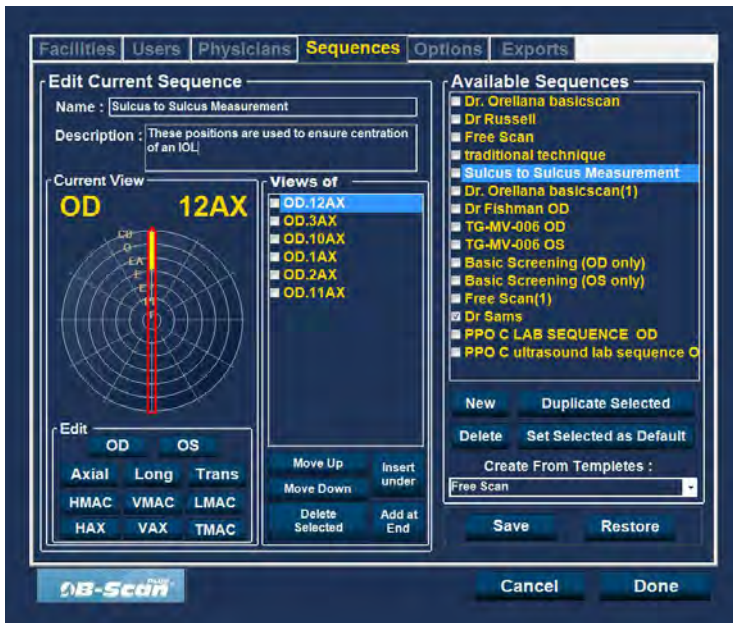 Facilities Users Physicians Sequences Options Exports
Edit Current Sequence
Name : Sulcus to Sulcus Measurement
Description : These positions are used to ensure centration
of an IOL
Current View
OD 12AX
CB
O
EA
E
E
P
Edit
OD OS
Axial Long Trans
HMAC VMAC LMAC
HAX VAX TMAC
Views of
OD.12AX
OD.3AX
OD.10AX
OD.1AX
OD.2AX
OD.11AX
Move Up
Move Down
Insert
under
Delete
Selected
Add at
End
Available Sequences
Dr. Orellana basicscan
Dr Russell
Free Scan
traditional technique
Sulcus to Sulcus Measurement
Dr. Orellana basicscan(1)
Dr Fishman OD
TG-MV-006 OD
TG-MV-006 OS
Basic Screening (OD only)
Basic Screening (OS only)
Free Scan(1)
Dr Sams
PPO C LAB SEQUENCE OD
PPO C ultrasound lab sequence O
New Duplicate Selected
Delete Set Selected as Default
Create From Templetes :
Free Scan
Save Restore
B-Scan PLUS
Cancel Done